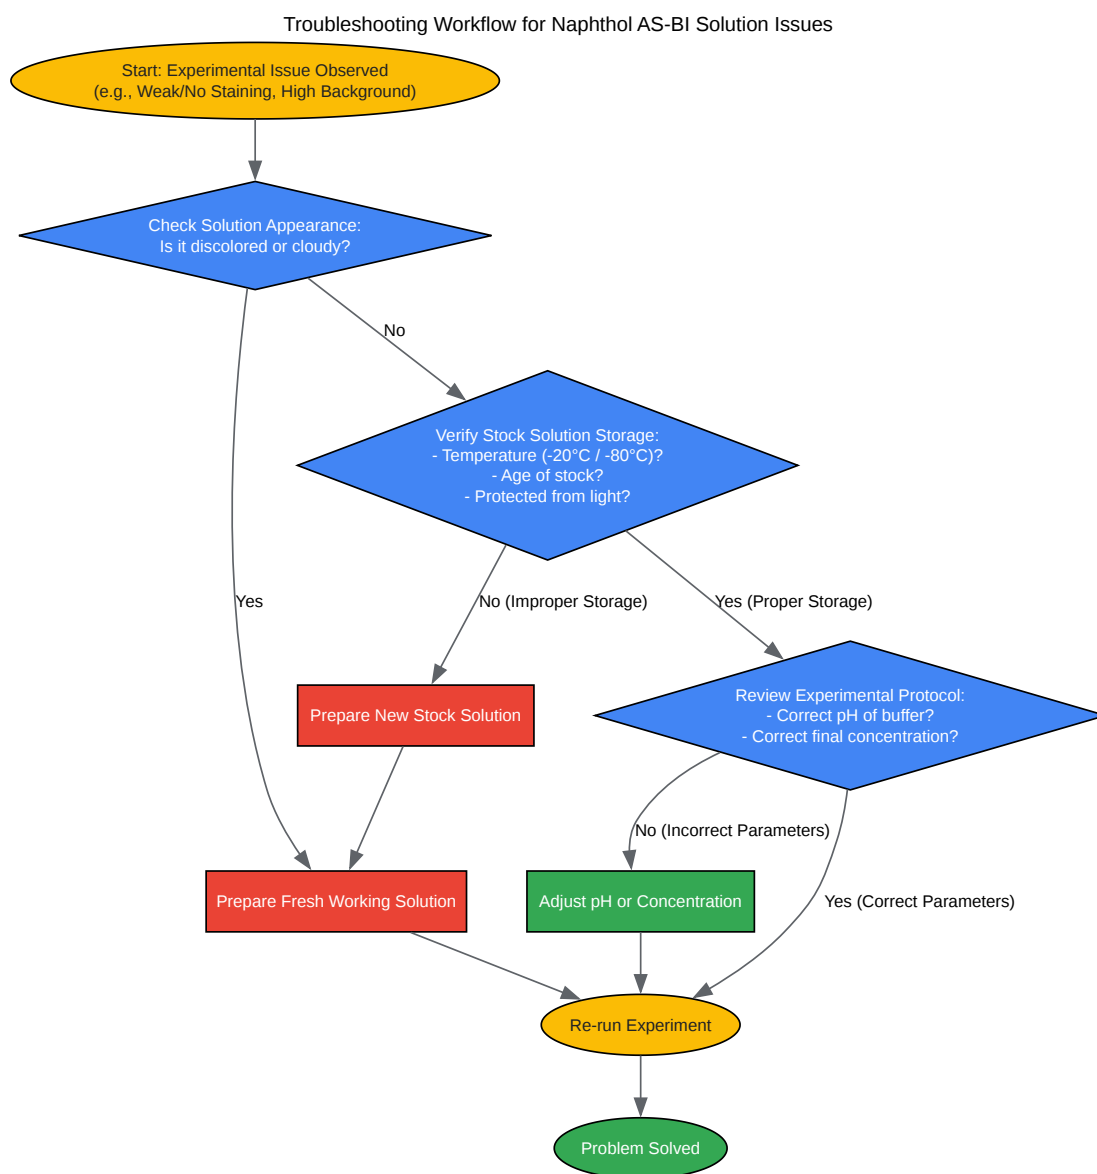 Troubleshooting Workflow for Naphthol AS-BI Solution Issues
Start: Experimental Issue Observed
(e.g., Weak/No Staining, High Background)
Check Solution Appearance:
Is it discolored or cloudy?
No
Verify Stock Solution Storage:
- Temperature (-20°C / -80°C)?
- Age of stock?
- Protected from light?
Yes
No (Improper Storage)
Yes (Proper Storage)
Prepare New Stock Solution
Review Experimental Protocol:
- Correct pH of buffer?
- Correct final concentration?
No (Incorrect Parameters)
Prepare Fresh Working Solution
Adjust pH or Concentration
Yes (Correct Parameters)
Re-run Experiment
Problem Solved